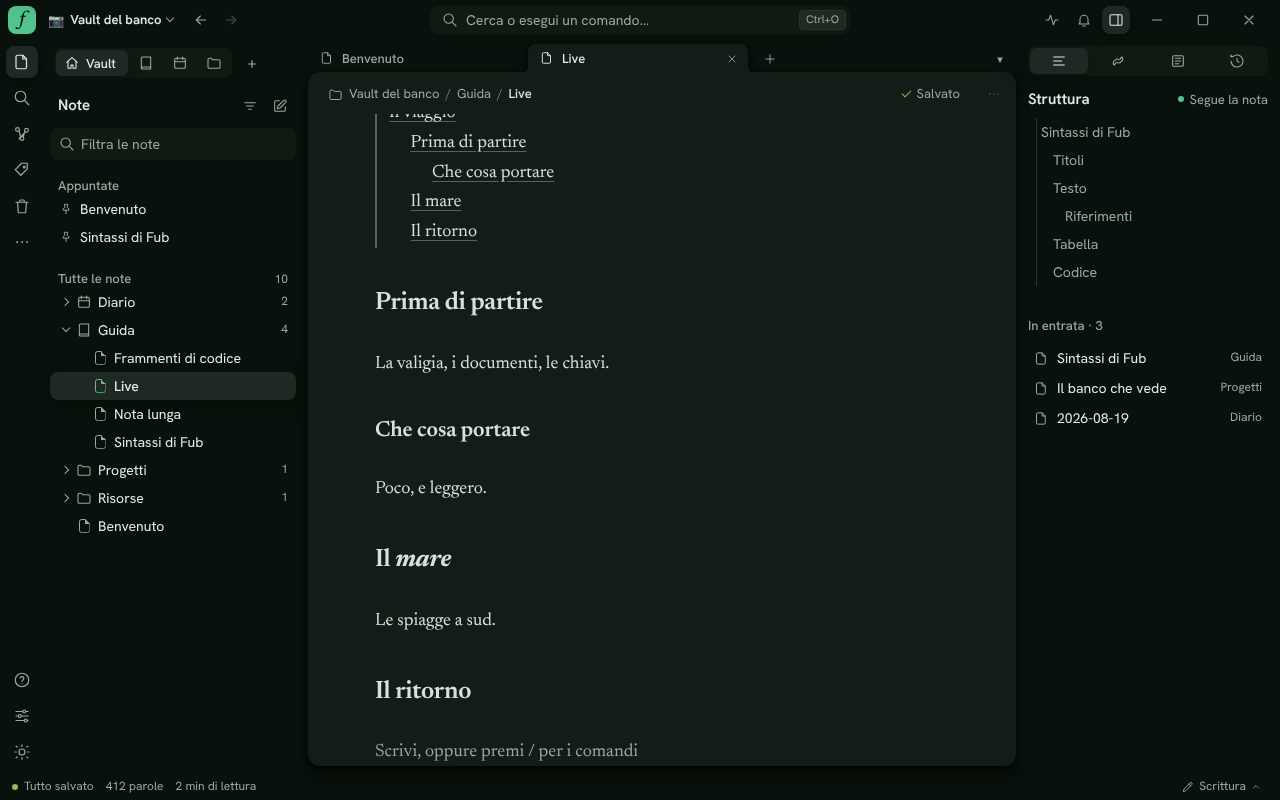 f
Vault del banco
Cerca o esegui un comando...
Ctrl+O
Vault
Note
Filtra le note
Appuntate
Benvenuto
Sintassi di Fub
Tutte le note 10
Diario 2
Guida 4
Frammenti di codice
Live
Nota lunga
Sintassi di Fub
Progetti 1
Risorse 1
Benvenuto
Benvenuto
Live
Vault del banco / Guida / Live
Salvato
Il viaggio
Prima di partire
Che cosa portare
Il mare
Il ritorno
Prima di partire
La valigia, i documenti, le chiavi.
Che cosa portare
Poco, e leggero.
Il mare
Le spiagge a sud.
Il ritorno
Scrivi, oppure premi / per i comandi
Struttura
Segue la nota
Sintassi di Fub
Titoli
Testo
Riferimenti
Tabella
Codice
In entrata · 3
Sintassi di Fub Guida
Il banco che vede Progetti
2026-08-19 Diario
Tutto salvato 412 parole 2 min di lettura
Scrittura